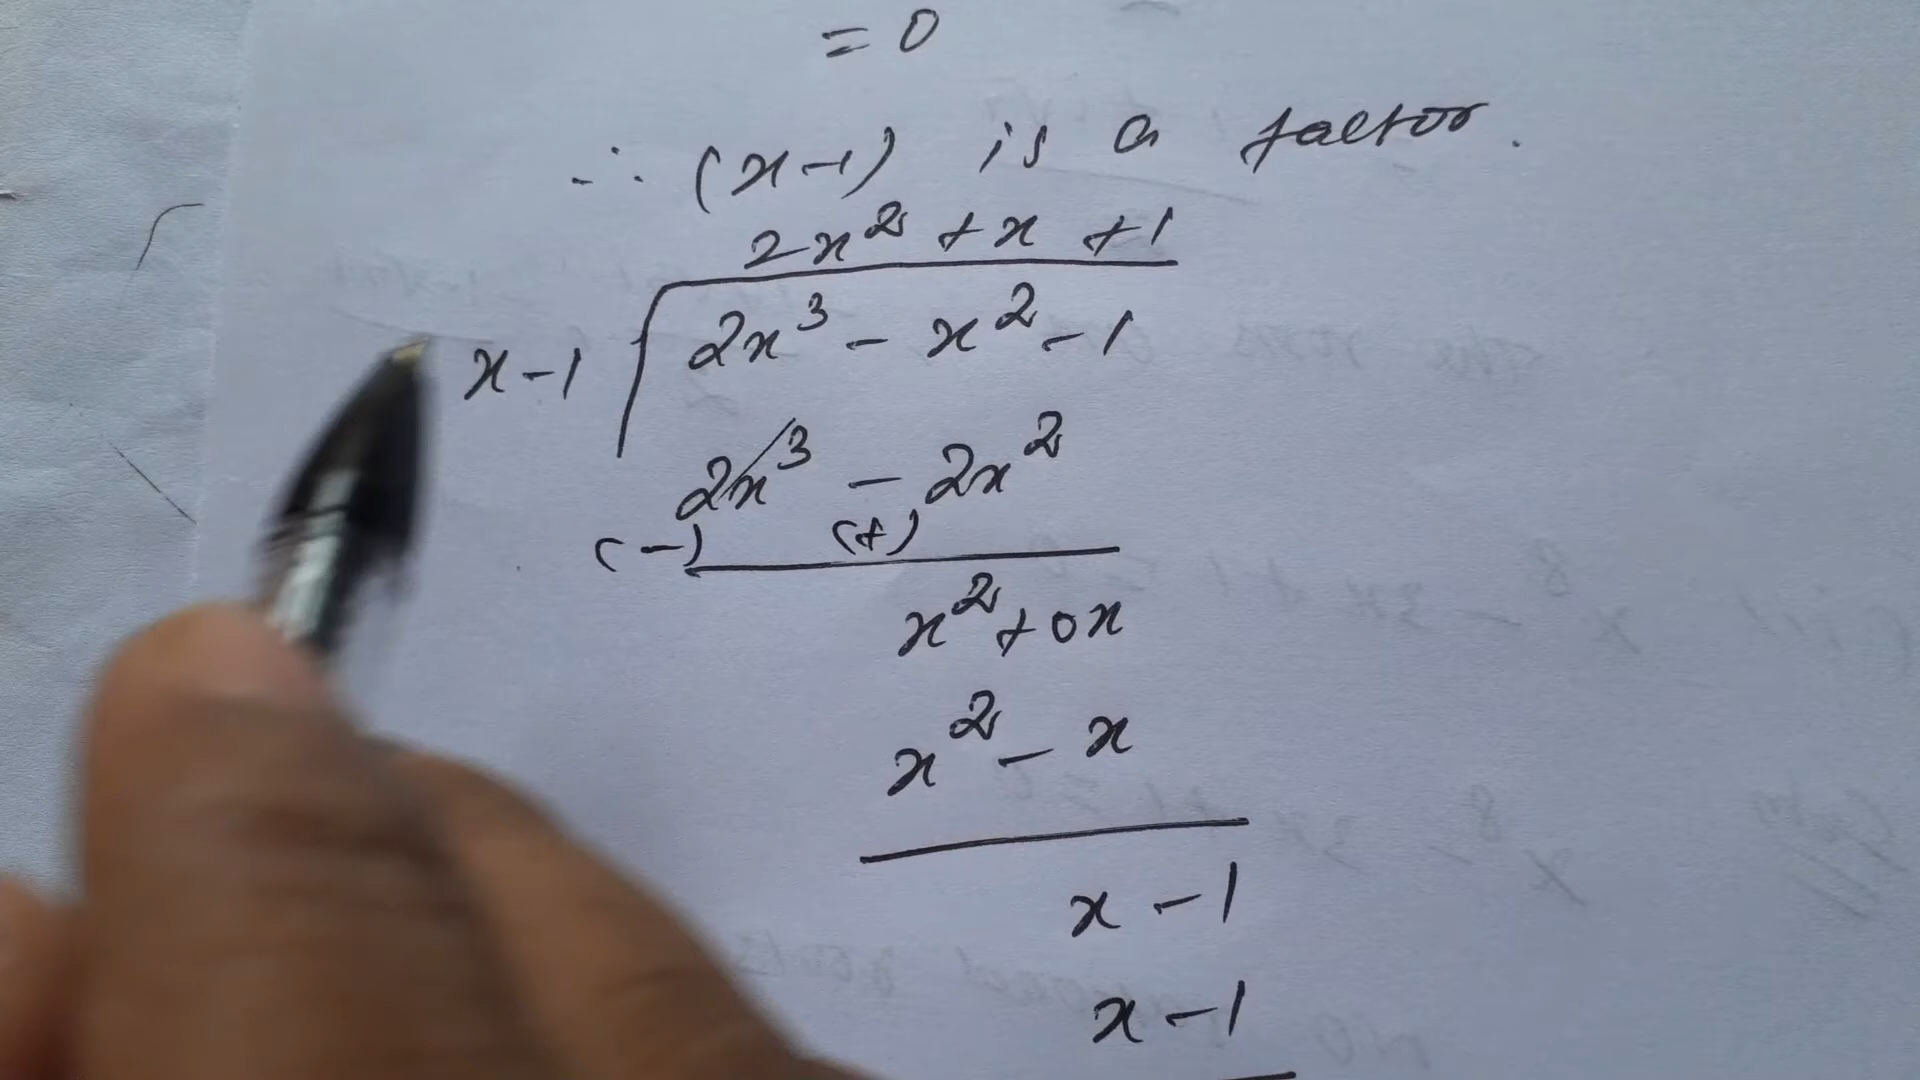 = 0
∴ (x-1) is a factor.
2x² + x + 1
x-1 2x³ - x² - 1
2x³ - 2x²
(-) (+)
x² + 0x
x² - x
x - 1
x - 1